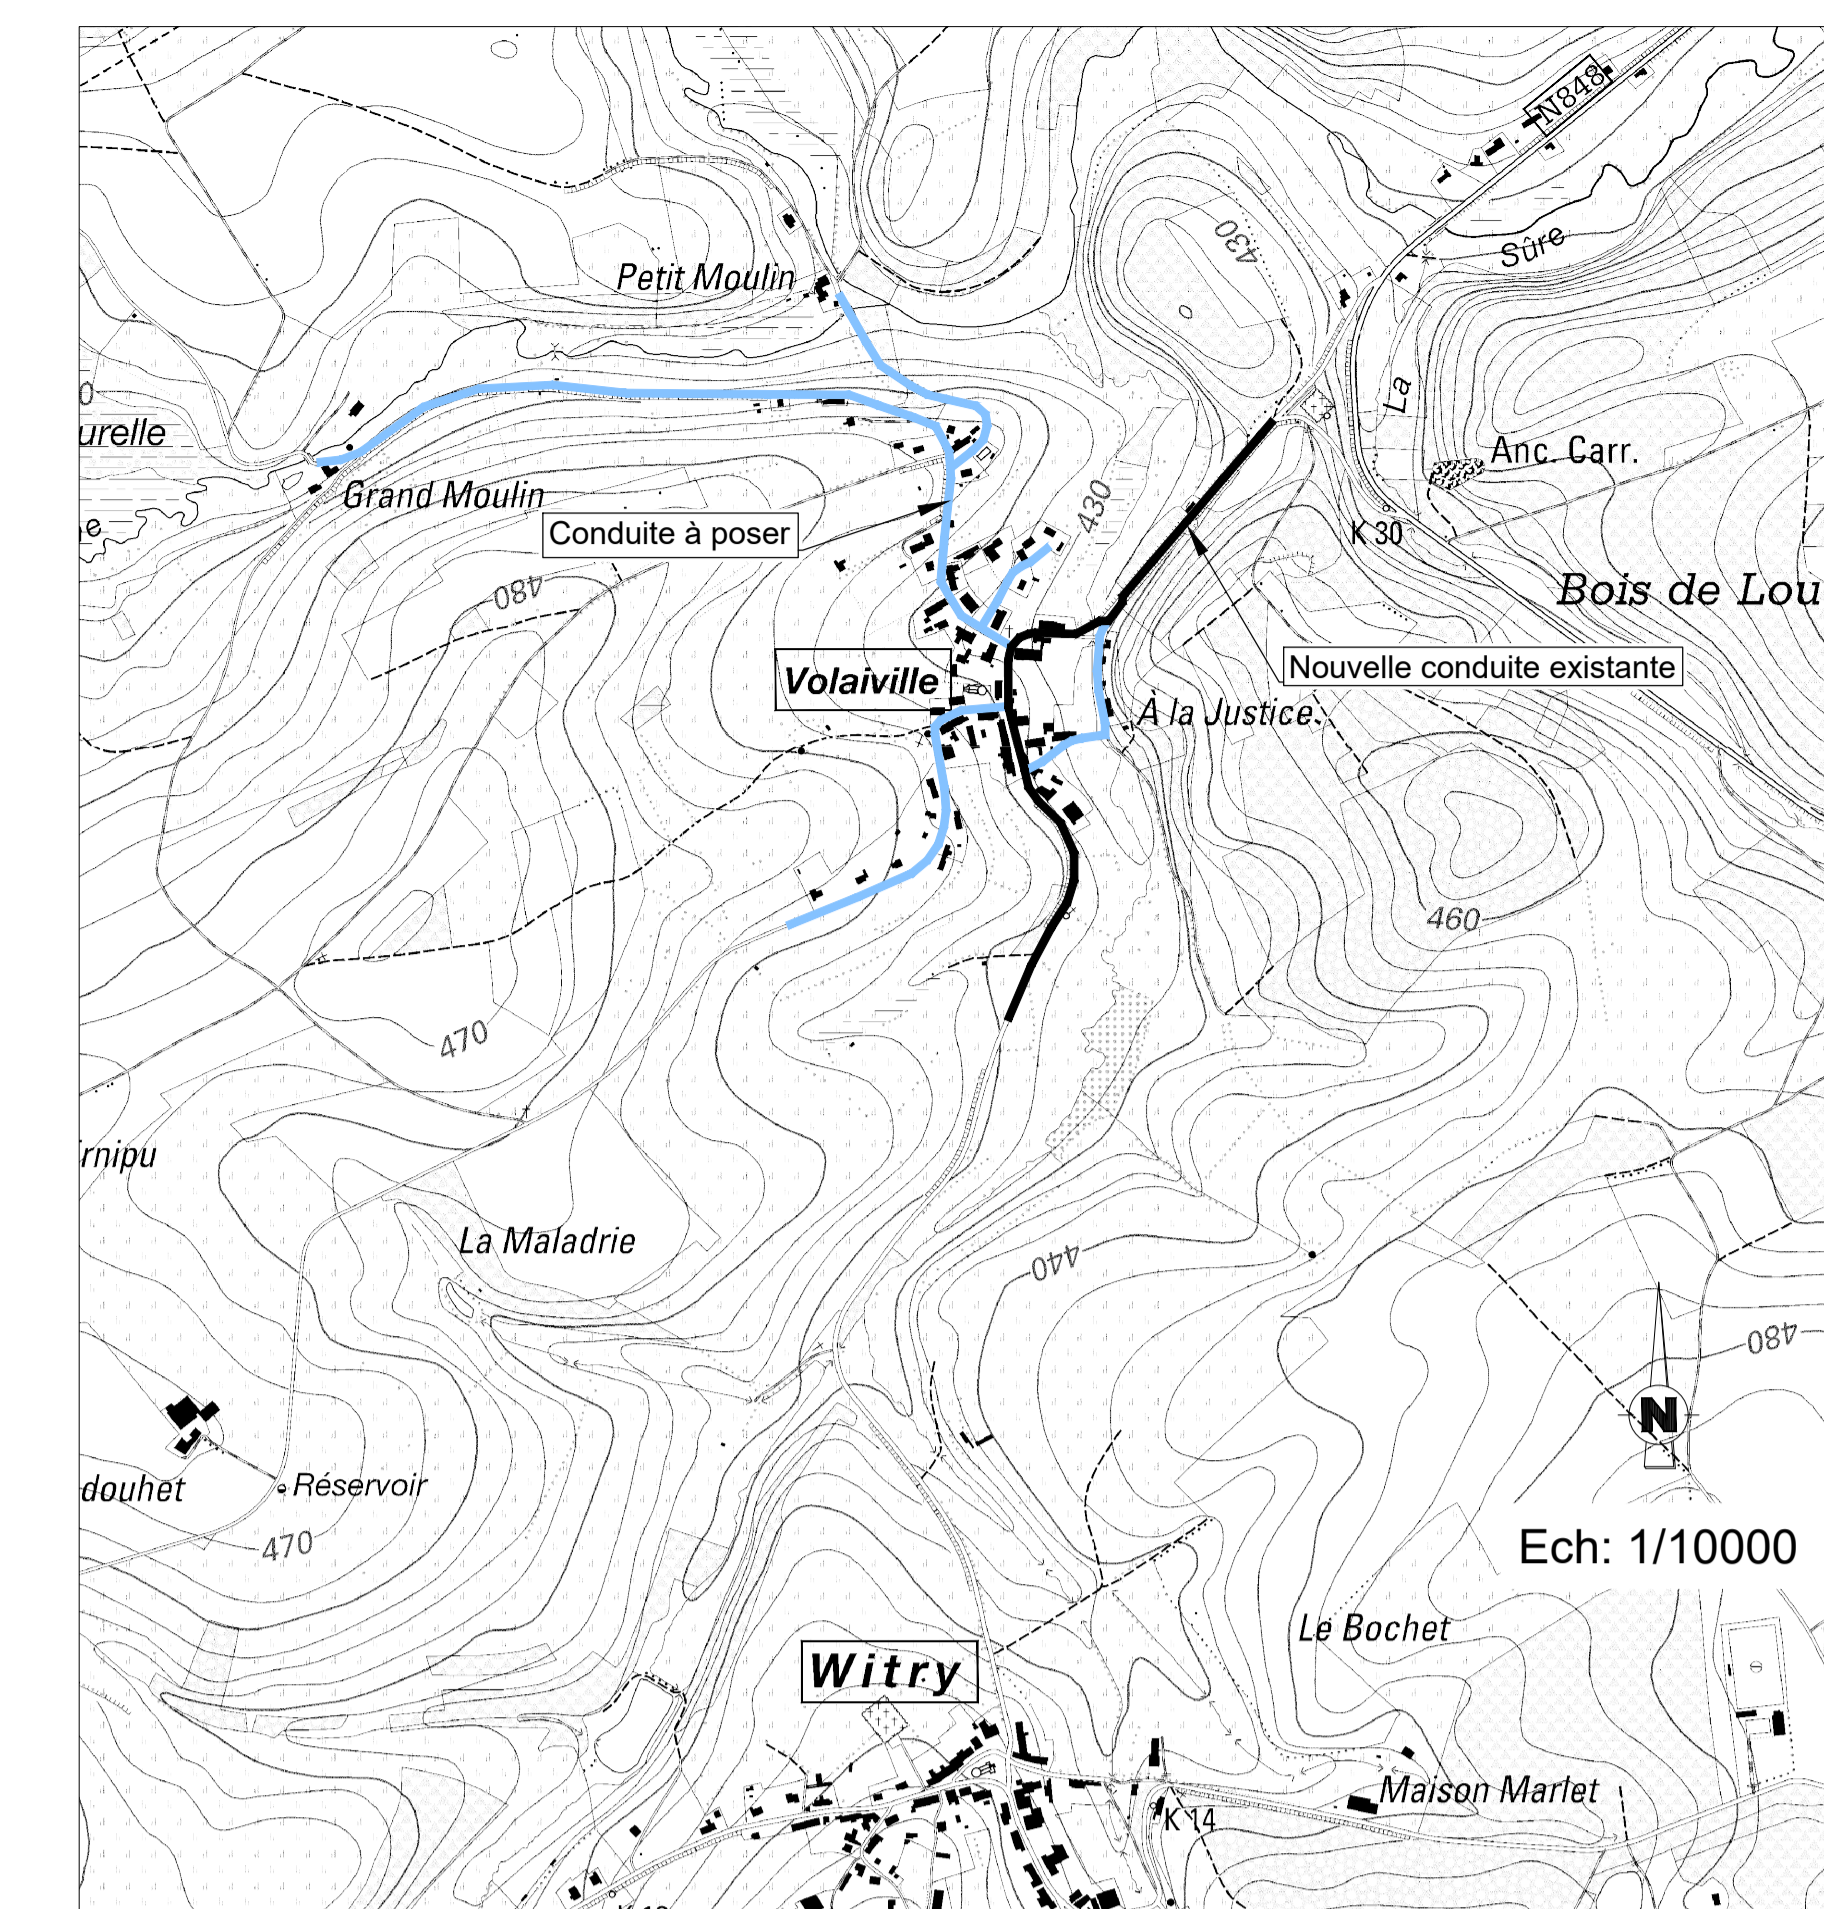 N848
Sûre
430
Petit Moulin
La
urelle
Anc. Carr.
Grand Moulin
430
Conduite à poser
K 30
480
Bois de Lou
Nouvelle conduite existante
Volaiville
A la Justice
460
470
rnipu
La Maladrie
440
480
N
Réservoir
douhet
470
Ech: 1/10000
Le Bochet
Witry
Maison Marlet
K 14